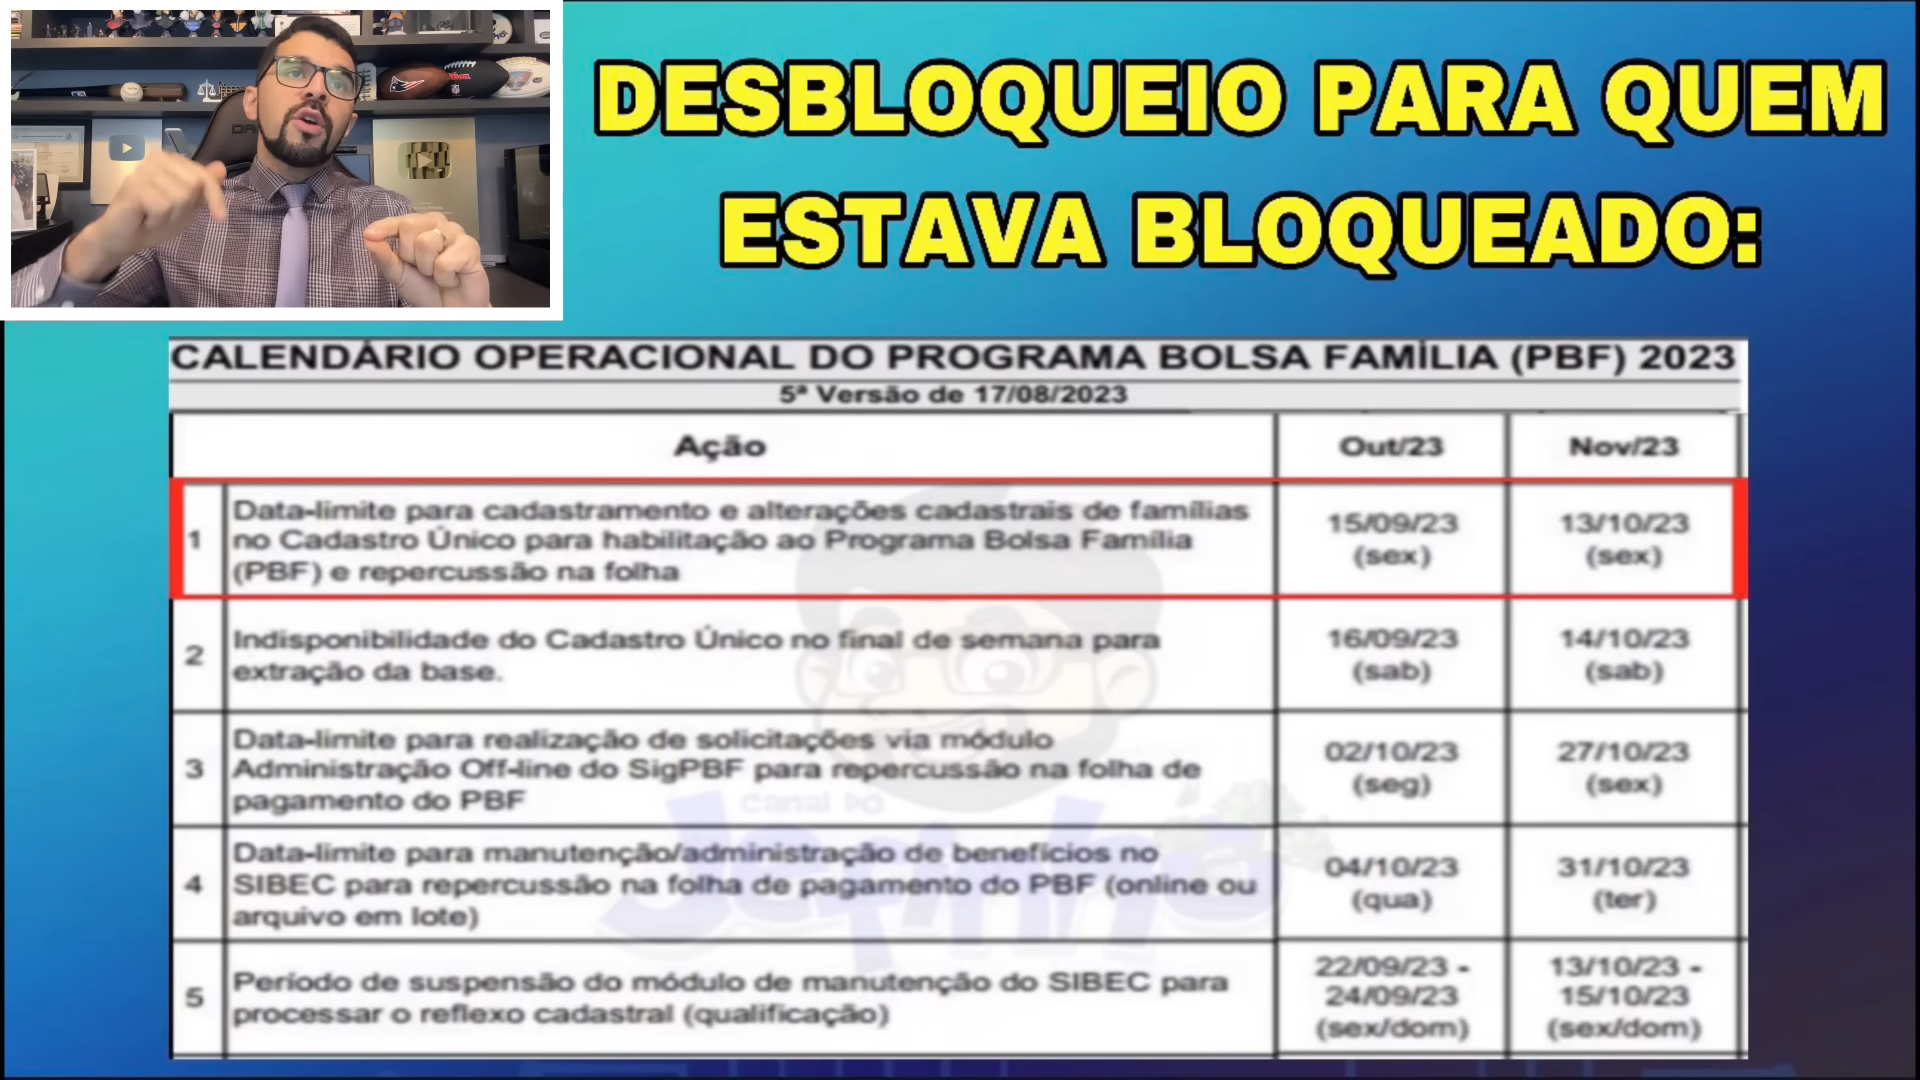 DESBLOQUEIO PARA QUEM
ESTAVA BLOQUEADO:
CALENDÁRIO OPERACIONAL DO PROGRAMA BOLSA FAMÍLIA (PBF) 2023
5ª Versão de 17/08/2023
Ação
Out/23
Nov/23
1
Data-limite para cadastramento e alterações cadastrais de famílias
no Cadastro Único para habilitação ao Programa Bolsa Família
(PBF) e repercussão na folha
15/09/23
(sex)
13/10/23
(sex)
2
Indisponibilidade do Cadastro Único no final de semana para
extração da base.
16/09/23
(sab)
14/10/23
(sab)
3
Data-limite para realização de solicitações via módulo
Administração Off-line do SigPBF para repercussão na folha de
pagamento do PBF
02/10/23
(seg)
27/10/23
(sex)
4
Data-limite para manutenção/administração de benefícios no
SIBEC para repercussão na folha de pagamento do PBF (online ou
arquivo em lote)
04/10/23
(qua)
31/10/23
(ter)
5
Período de suspensão do módulo de manutenção do SIBEC para
processar o reflexo cadastral (qualificação)
22/09/23 -
24/09/23
(sex/dom)
13/10/23 -
15/10/23
(sex/dom)
Canal Do